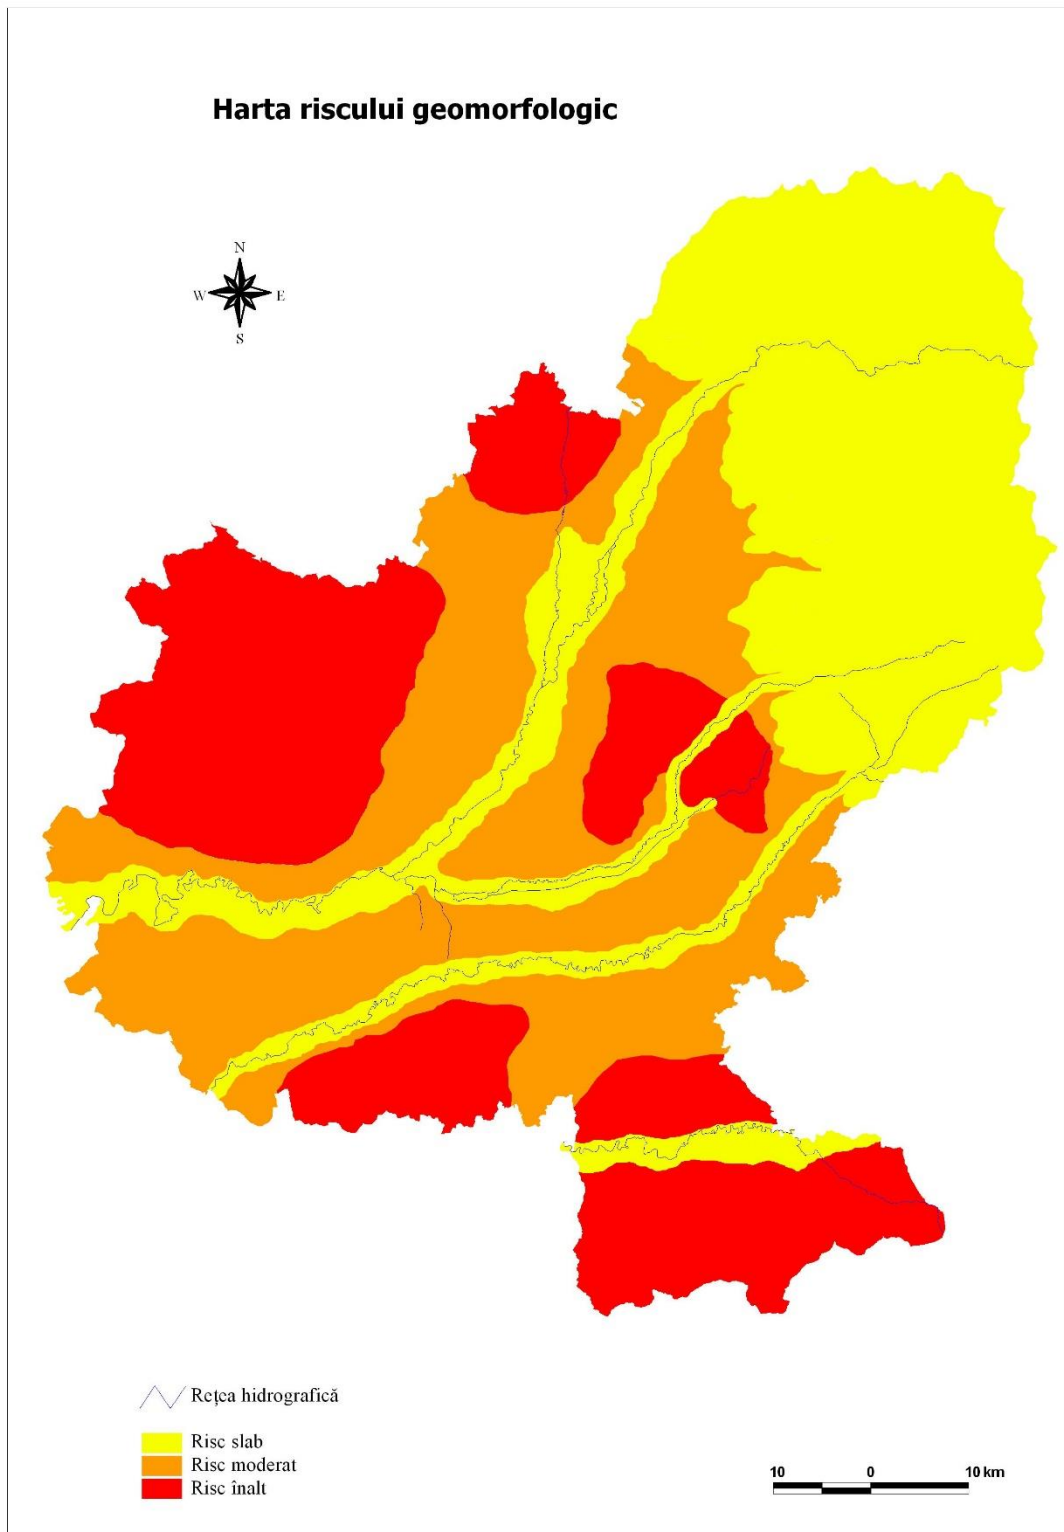 Harta riscului geomorfologic
N
W E
S
Rețea hidrografică
Risc slab
Risc moderat
Risc înalt
10 0 10 km